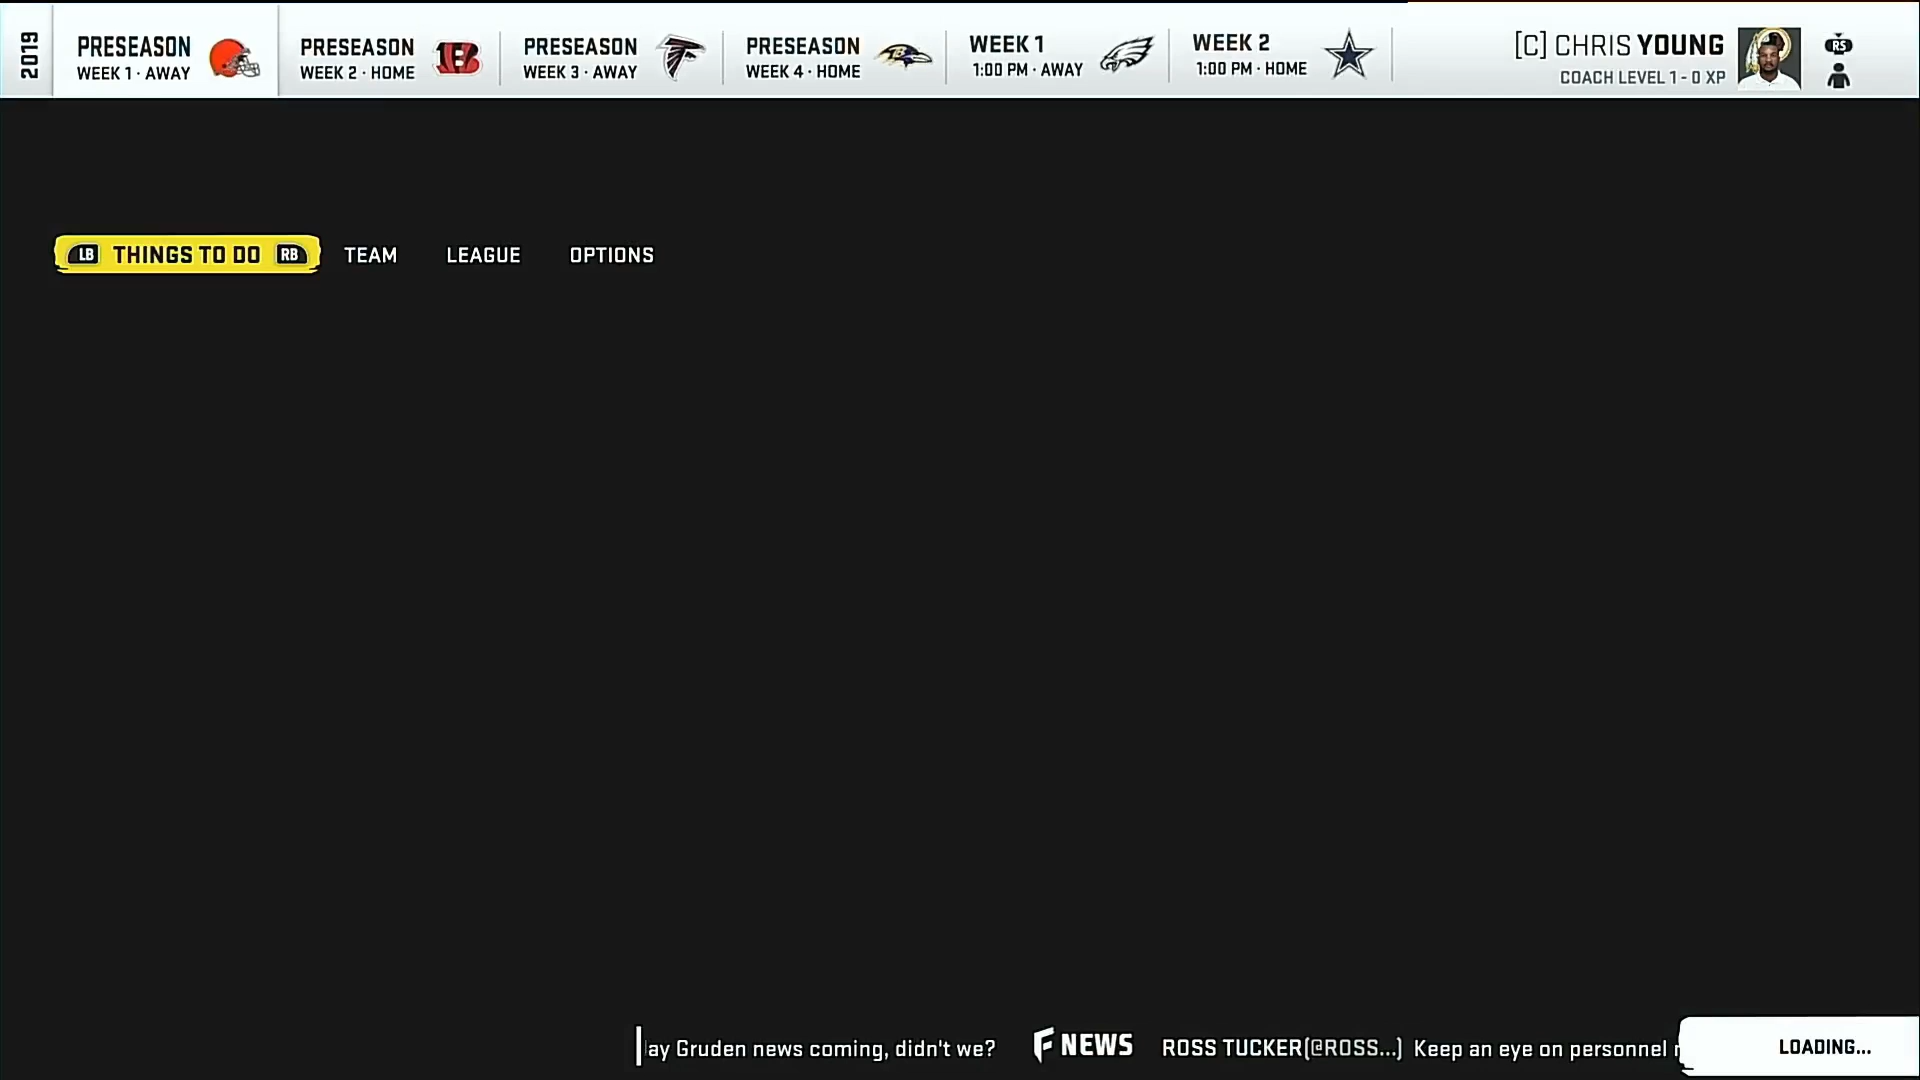 2019
PRESEASON
WEEK 1 · AWAY
PRESEASON
WEEK 2 · HOME
PRESEASON
WEEK 3 · AWAY
PRESEASON
WEEK 4 · HOME
WEEK 1
1:00 PM · AWAY
WEEK 2
1:00 PM · HOME
[C] CHRIS YOUNG
COACH LEVEL 1 - 0 XP
RS
LB THINGS TO DO RB TEAM LEAGUE OPTIONS
ay Gruden news coming, didn't we? NEWS ROSS TUCKER(@ROSS...) Keep an eye on personnel
LOADING...